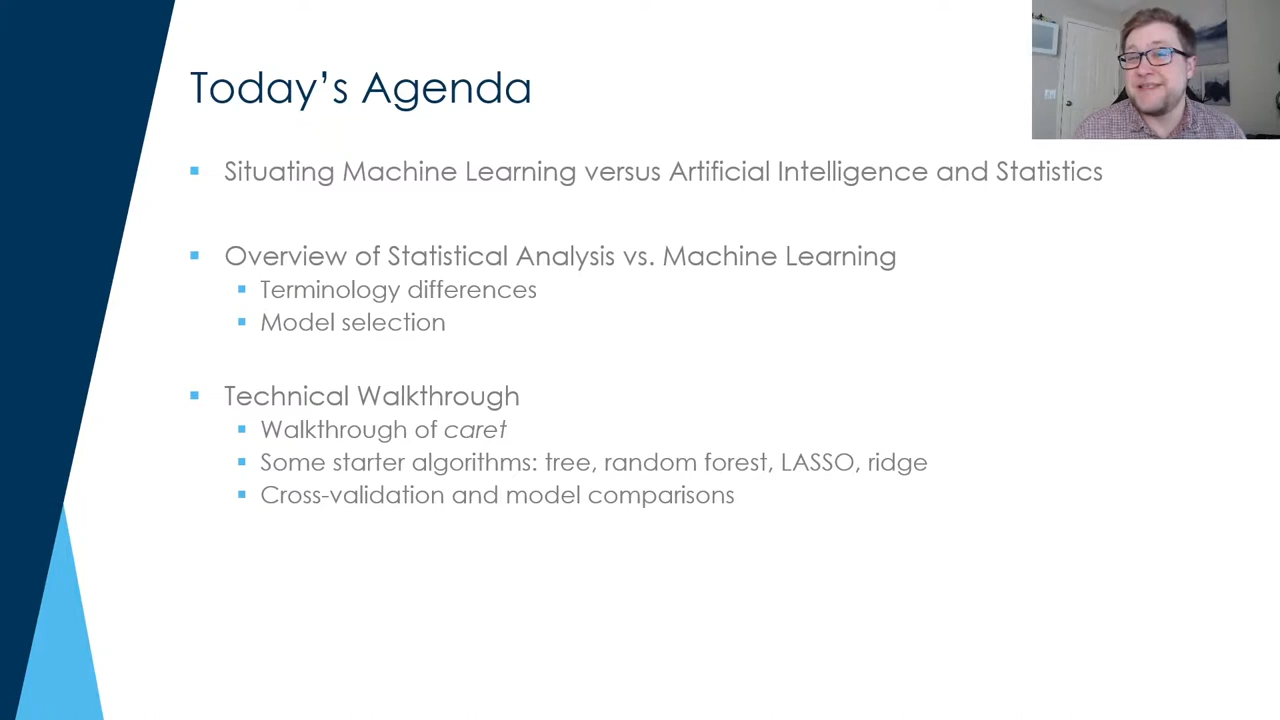 Today’s Agenda
Situating Machine Learning versus Artificial Intelligence and Statistics
Overview of Statistical Analysis vs. Machine Learning
Terminology differences
Model selection
Technical Walkthrough
Walkthrough of caret
Some starter algorithms: tree, random forest, LASSO, ridge
Cross-validation and model comparisons